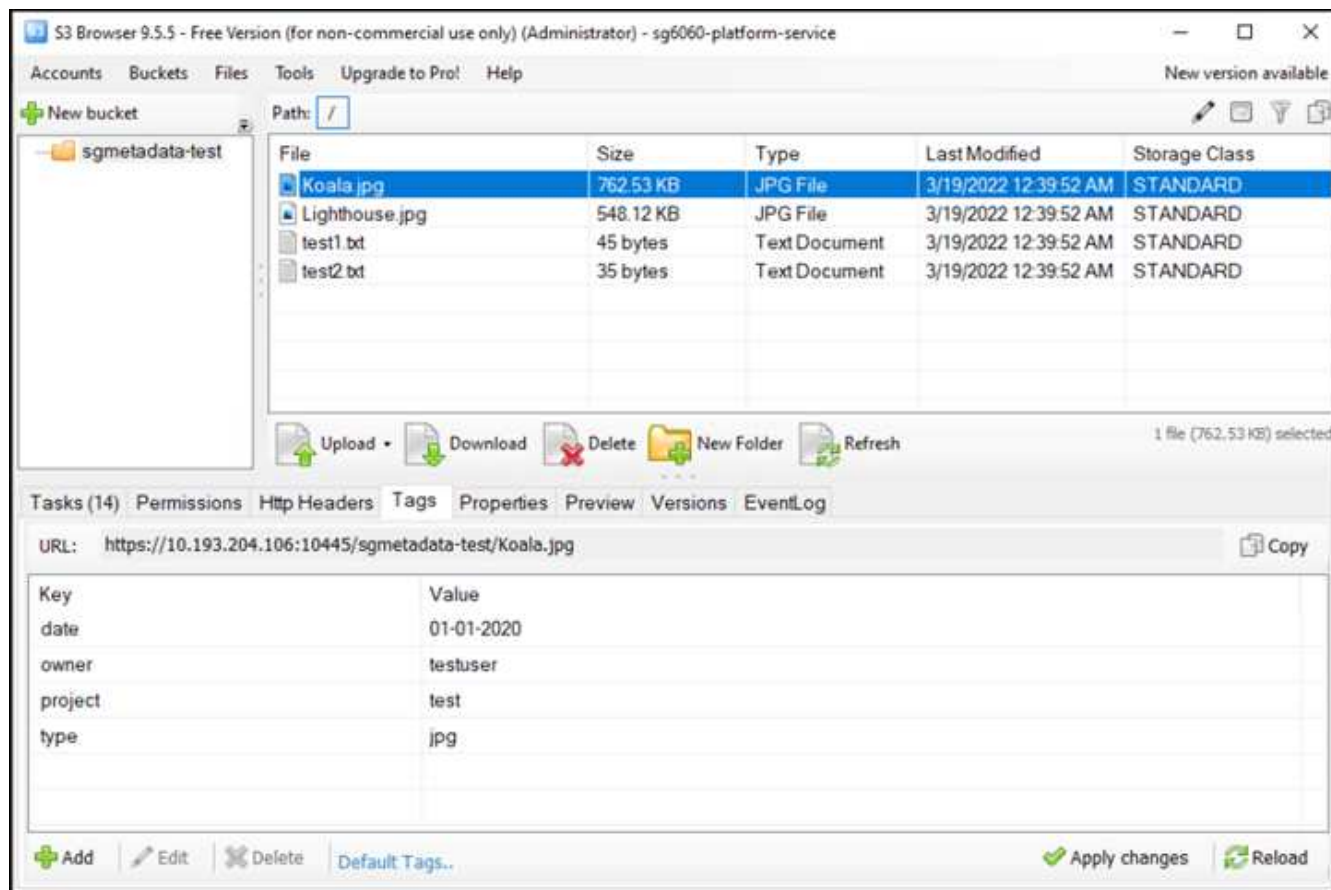 S3 Browser 9.5.5 - Free Version (for non-commercial use only) (Administrator) - sg6060-platform-service
Accounts Buckets Files Tools Upgrade to Pro! Help New version available
New bucket Path: /
sgmetadata-test
File Size Type Last Modified Storage Class
Koala.jpg 762.53 KB JPG File 3/19/2022 12:39:52 AM STANDARD
Lighthouse.jpg 548.12 KB JPG File 3/19/2022 12:39:52 AM STANDARD
test1.txt 45 bytes Text Document 3/19/2022 12:39:52 AM STANDARD
test2.txt 35 bytes Text Document 3/19/2022 12:39:52 AM STANDARD
Upload Download Delete New Folder Refresh 1 file (762.53 KB) selected
Tasks (14) Permissions Http Headers Tags Properties Preview Versions EventLog
URL: https://10.193.204.106:10445/sgmetadata-test/Koala.jpg Copy
Key Value
date 01-01-2020
owner testuser
project test
type jpg
Add Edit Delete Default Tags.. Apply changes Reload